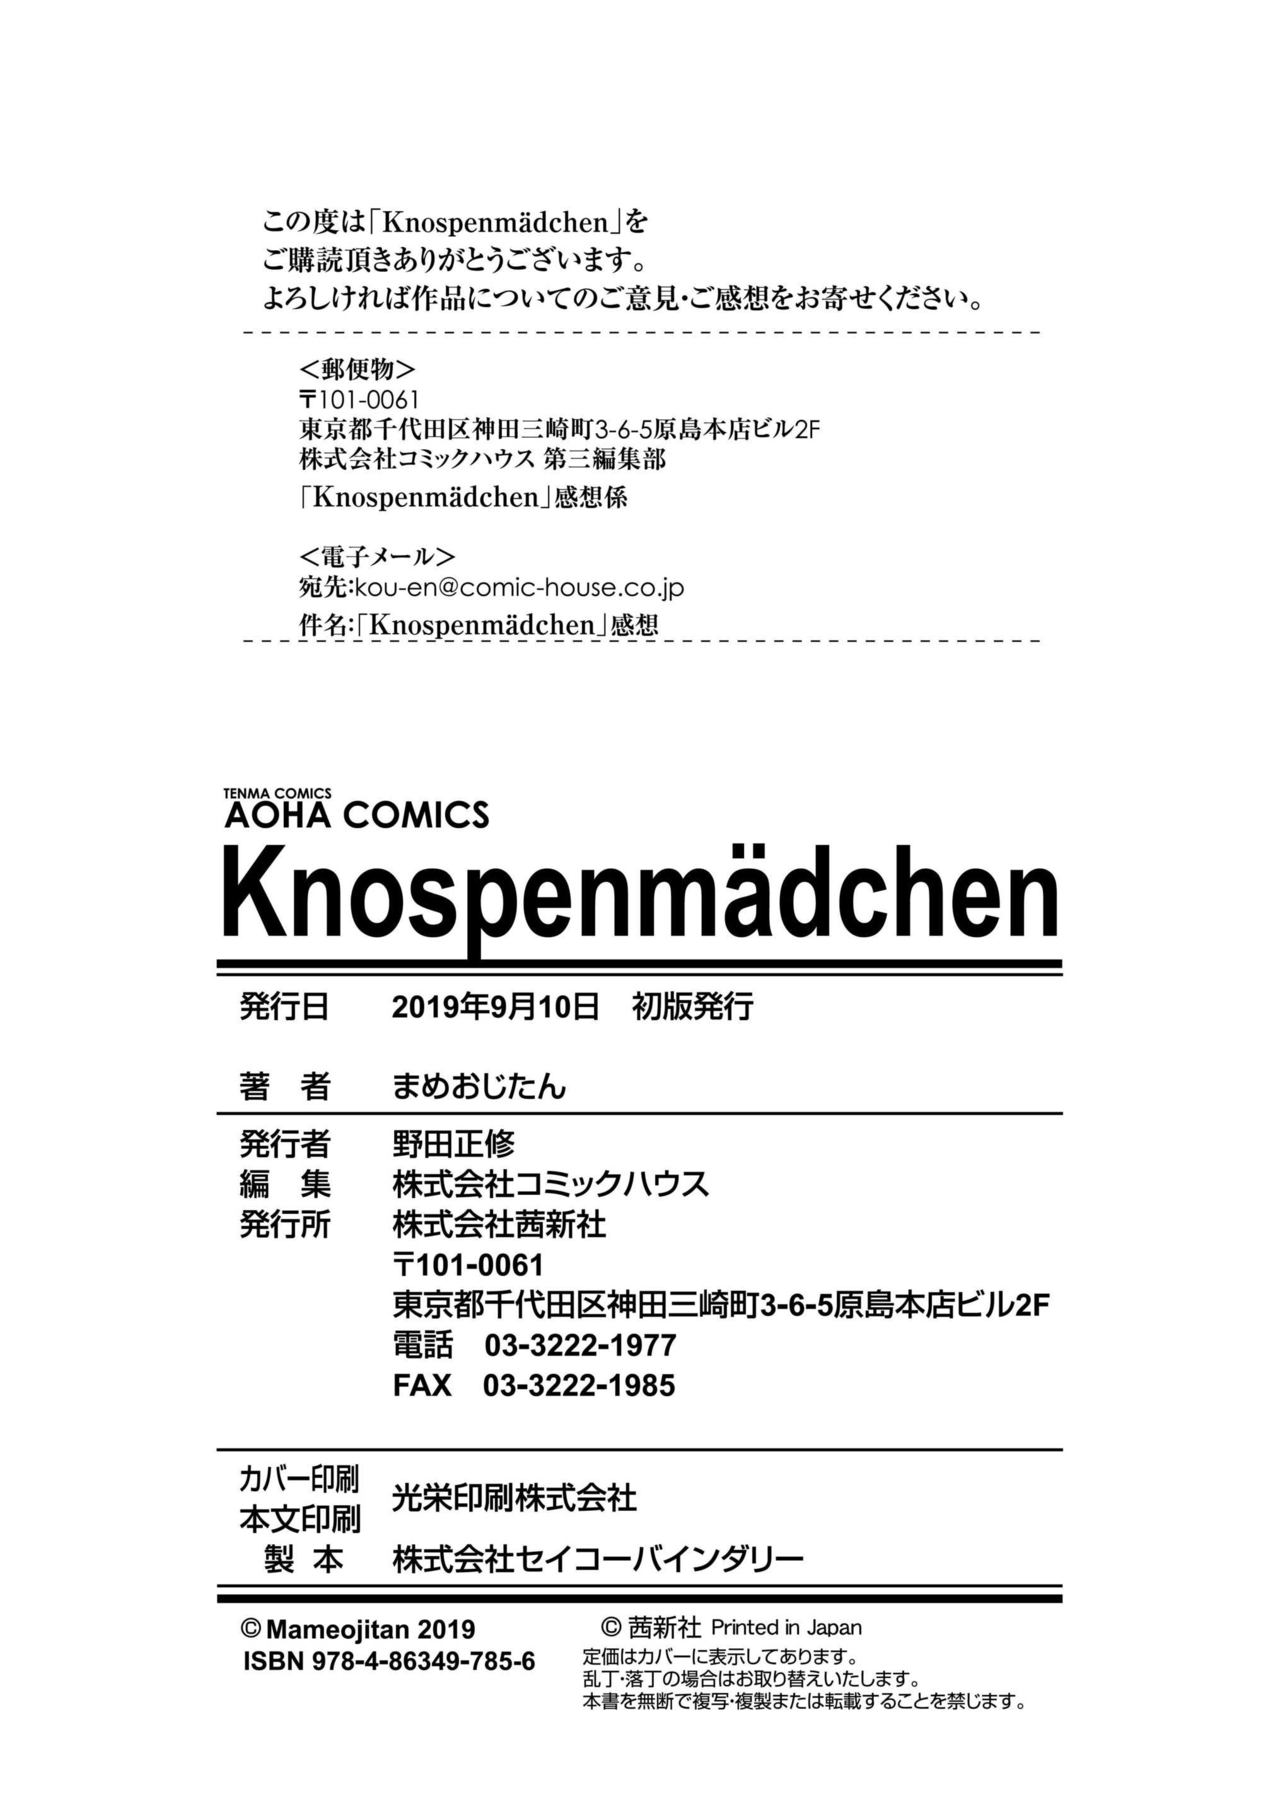 この度は「Knospenmädchen」を
ご購読頂きありがとうございます。
よろしければ作品についてのご意見・ご感想をお寄せください。
＜郵便物＞
〒101-0061
東京都千代田区神田三崎町3-6-5原島本店ビル2F
株式会社コミックハウス 第三編集部
「Knospenmädchen」感想係
＜電子メール＞
宛先:kou-en@comic-house.co.jp
件名:「Knospenmädchen」感想
TENMA COMICS
AOHA COMICS
Knospenmädchen
発行日　2019年9月10日　初版発行
著　者　まめおじたん
発行者　野田正修
編　集　株式会社コミックハウス
発行所　株式会社茜新社
〒101-0061
東京都千代田区神田三崎町3-6-5原島本店ビル2F
電話　03-3222-1977
FAX　03-3222-1985
カバー印刷
本文印刷　光栄印刷株式会社
製　本　株式会社セイコーバインダリー
© Mameojitan 2019
ISBN 978-4-86349-785-6
© 茜新社 Printed in Japan
定価はカバーに表示してあります。
乱丁・落丁の場合はお取り替えいたします。
本書を無断で複写・複製または転載することを禁じます。